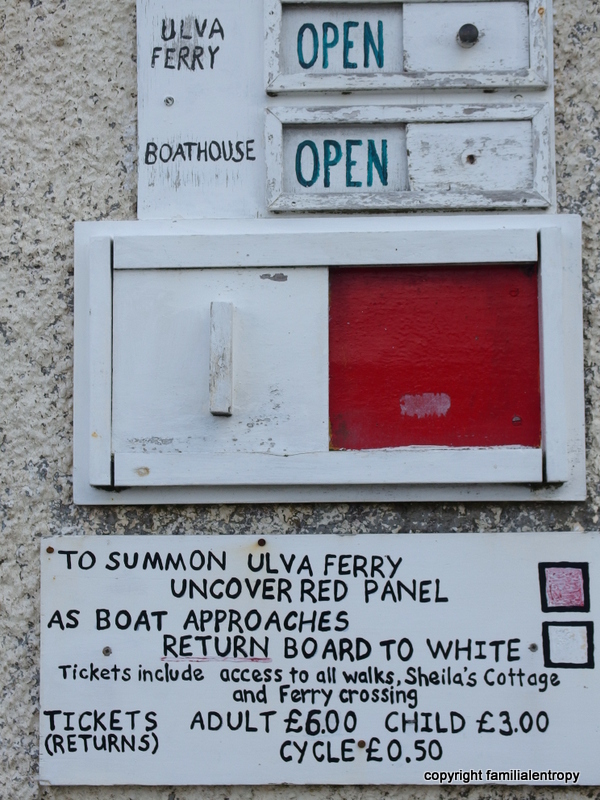 ULVA
FERRY
OPEN
BOATHOUSE
OPEN
TO SUMMON ULVA FERRY
UNCOVER RED PANEL
AS BOAT APPROACHES
RETURN BOARD TO WHITE
Tickets include access to all walks, Sheila's Cottage
and Ferry crossing
TICKETS ADULT £6.00 CHILD £3.00
(RETURNS) CYCLE £0.50
copyright familialentropy